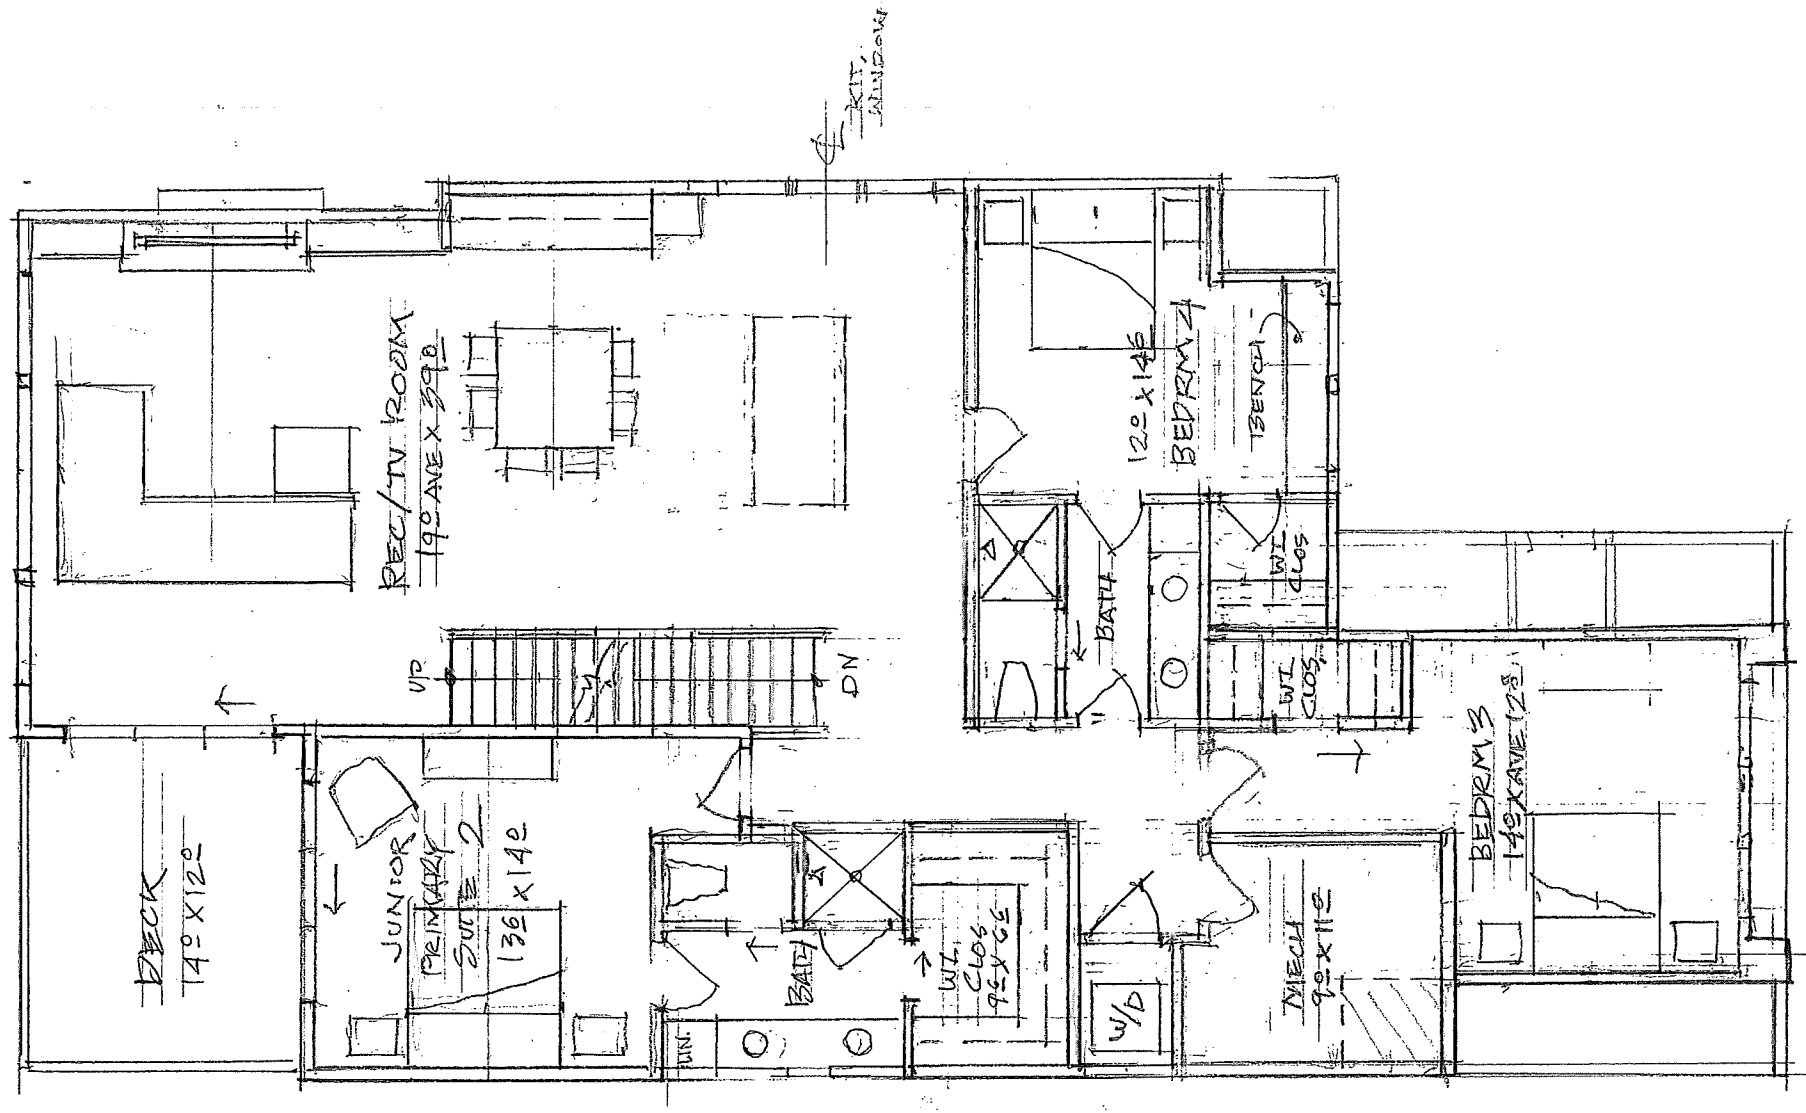 KIT.
WINDOW
REC/TV ROOM
19⁰ AVE X 39⁰
12⁰ X 14⁶
BEDRM 4
BENCH
WI
CLOS
BATH
WI
CLOS.
UP
DN
BEDRM 3
14⁰ X AVE 12⁸
DECK
14⁰ X 12⁰
JUNIOR
PRIMARY
SUITE 2
13⁶ X 14⁰
BATH
LIN.
WI.
CLOS
9⁶ X 6⁶
W/D
MECH
9⁰ X 11⁰